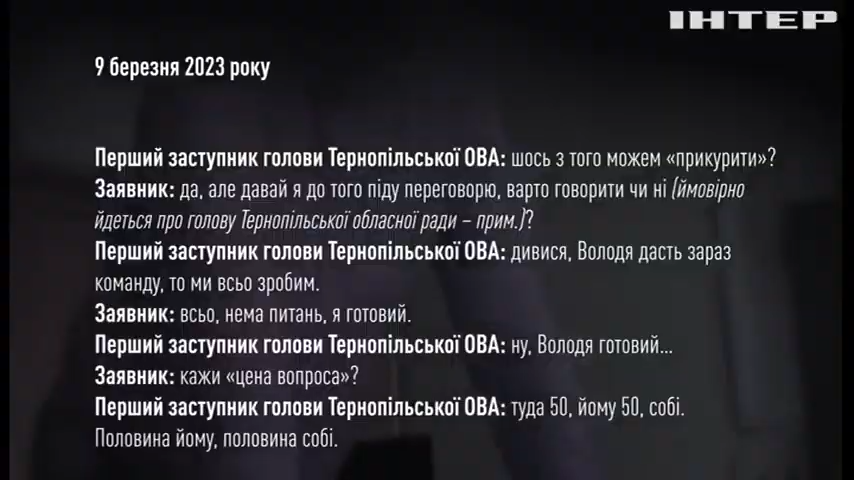 ІНТЕР
9 березня 2023 року
Перший заступник голови Тернопільської ОВА: шось з того можем «прикурити»?
Заявник: да, але давай я до того піду переговорю, варто говорити чи ні (ймовірно
йдеться про голову Тернопільської обласної ради – прим.)?
Перший заступник голови Тернопільської ОВА: дивися, Володя дасть зараз
команду, то ми всьо зробим.
Заявник: всьо, нема питань, я готовий.
Перший заступник голови Тернопільської ОВА: ну, Володя готовий...
Заявник: кажи «цена вопроса»?
Перший заступник голови Тернопільської ОВА: туда 50, йому 50, собі.
Половина йому, половина собі.